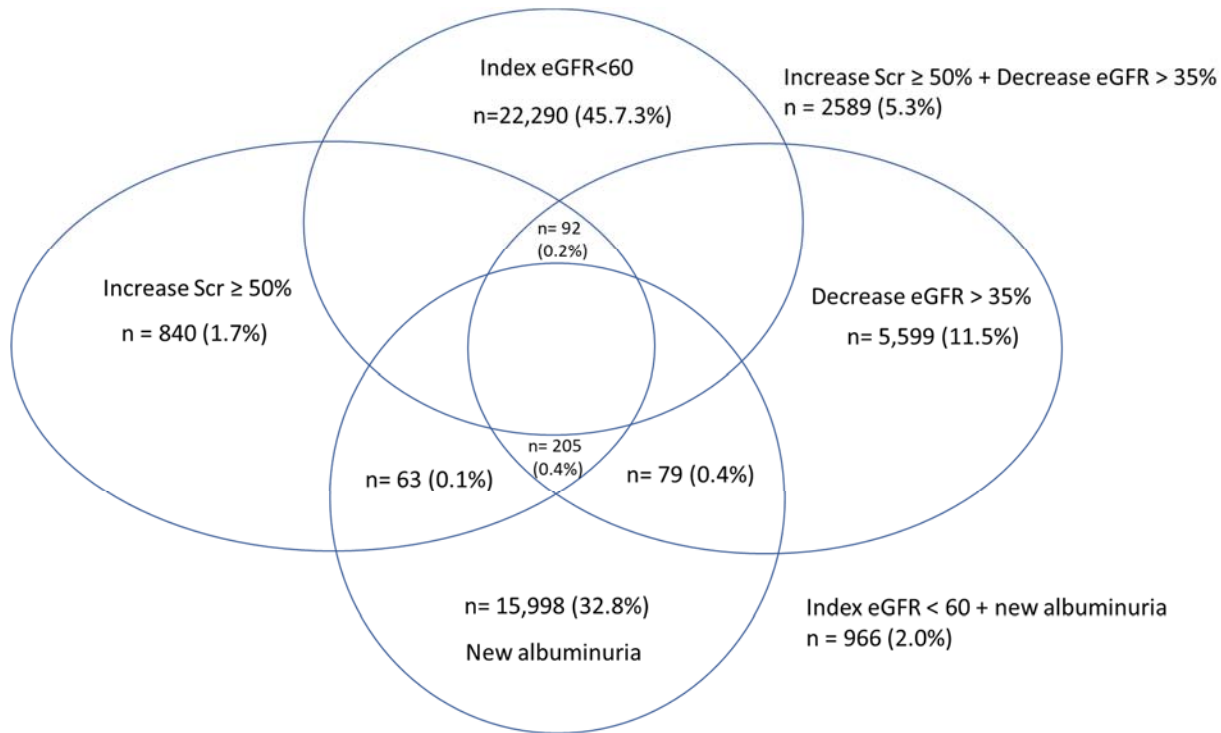 Index eGFR<60
n=22,290 (45.7.3%)
Increase Scr ≥ 50% + Decrease eGFR > 35%
n = 2589 (5.3%)
n= 92
(0.2%)
Increase Scr ≥ 50%
n = 840 (1.7%)
Decrease eGFR > 35%
n= 5,599 (11.5%)
n= 205
(0.4%)
n= 63 (0.1%)
n= 79 (0.4%)
n= 15,998 (32.8%)
New albuminuria
Index eGFR < 60 + new albuminuria
n = 966 (2.0%)